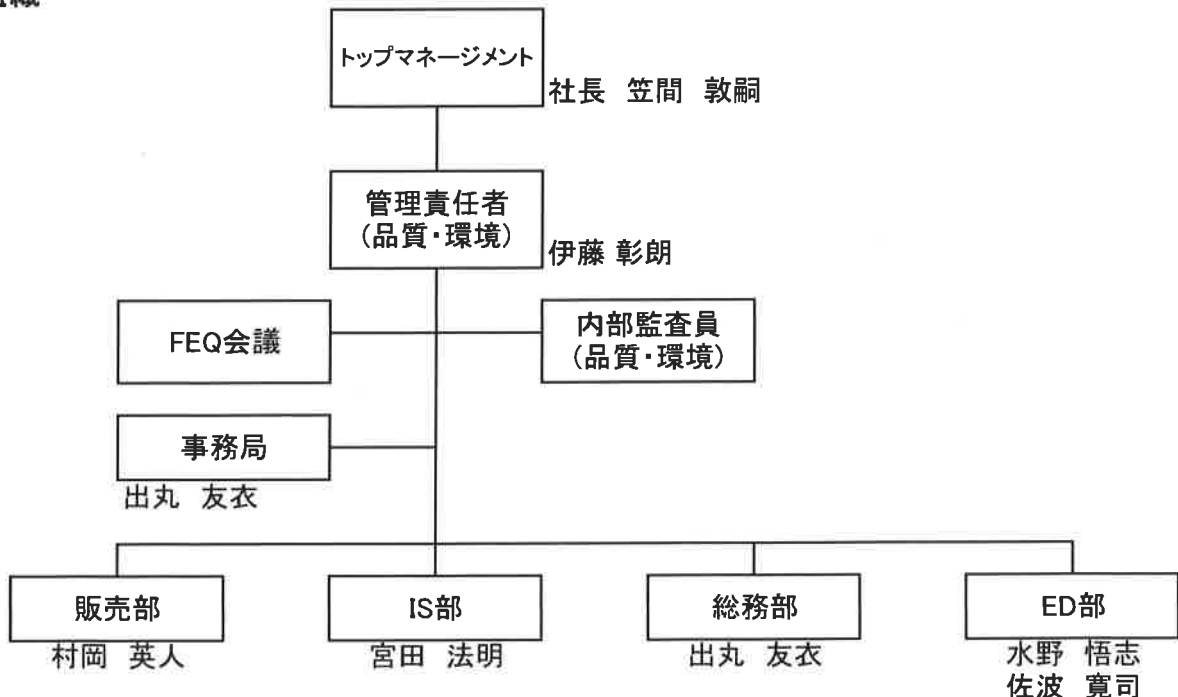 トップマネージメント
社長 笠間 敦嗣
管理責任者
(品質・環境)
伊藤 彰朗
FEQ会議
内部監査員
(品質・環境)
事務局
出丸 友衣
販売部
IS部
総務部
ED部
村岡 英人
宮田 法明
出丸 友衣
水野 悟志
佐波 寛司